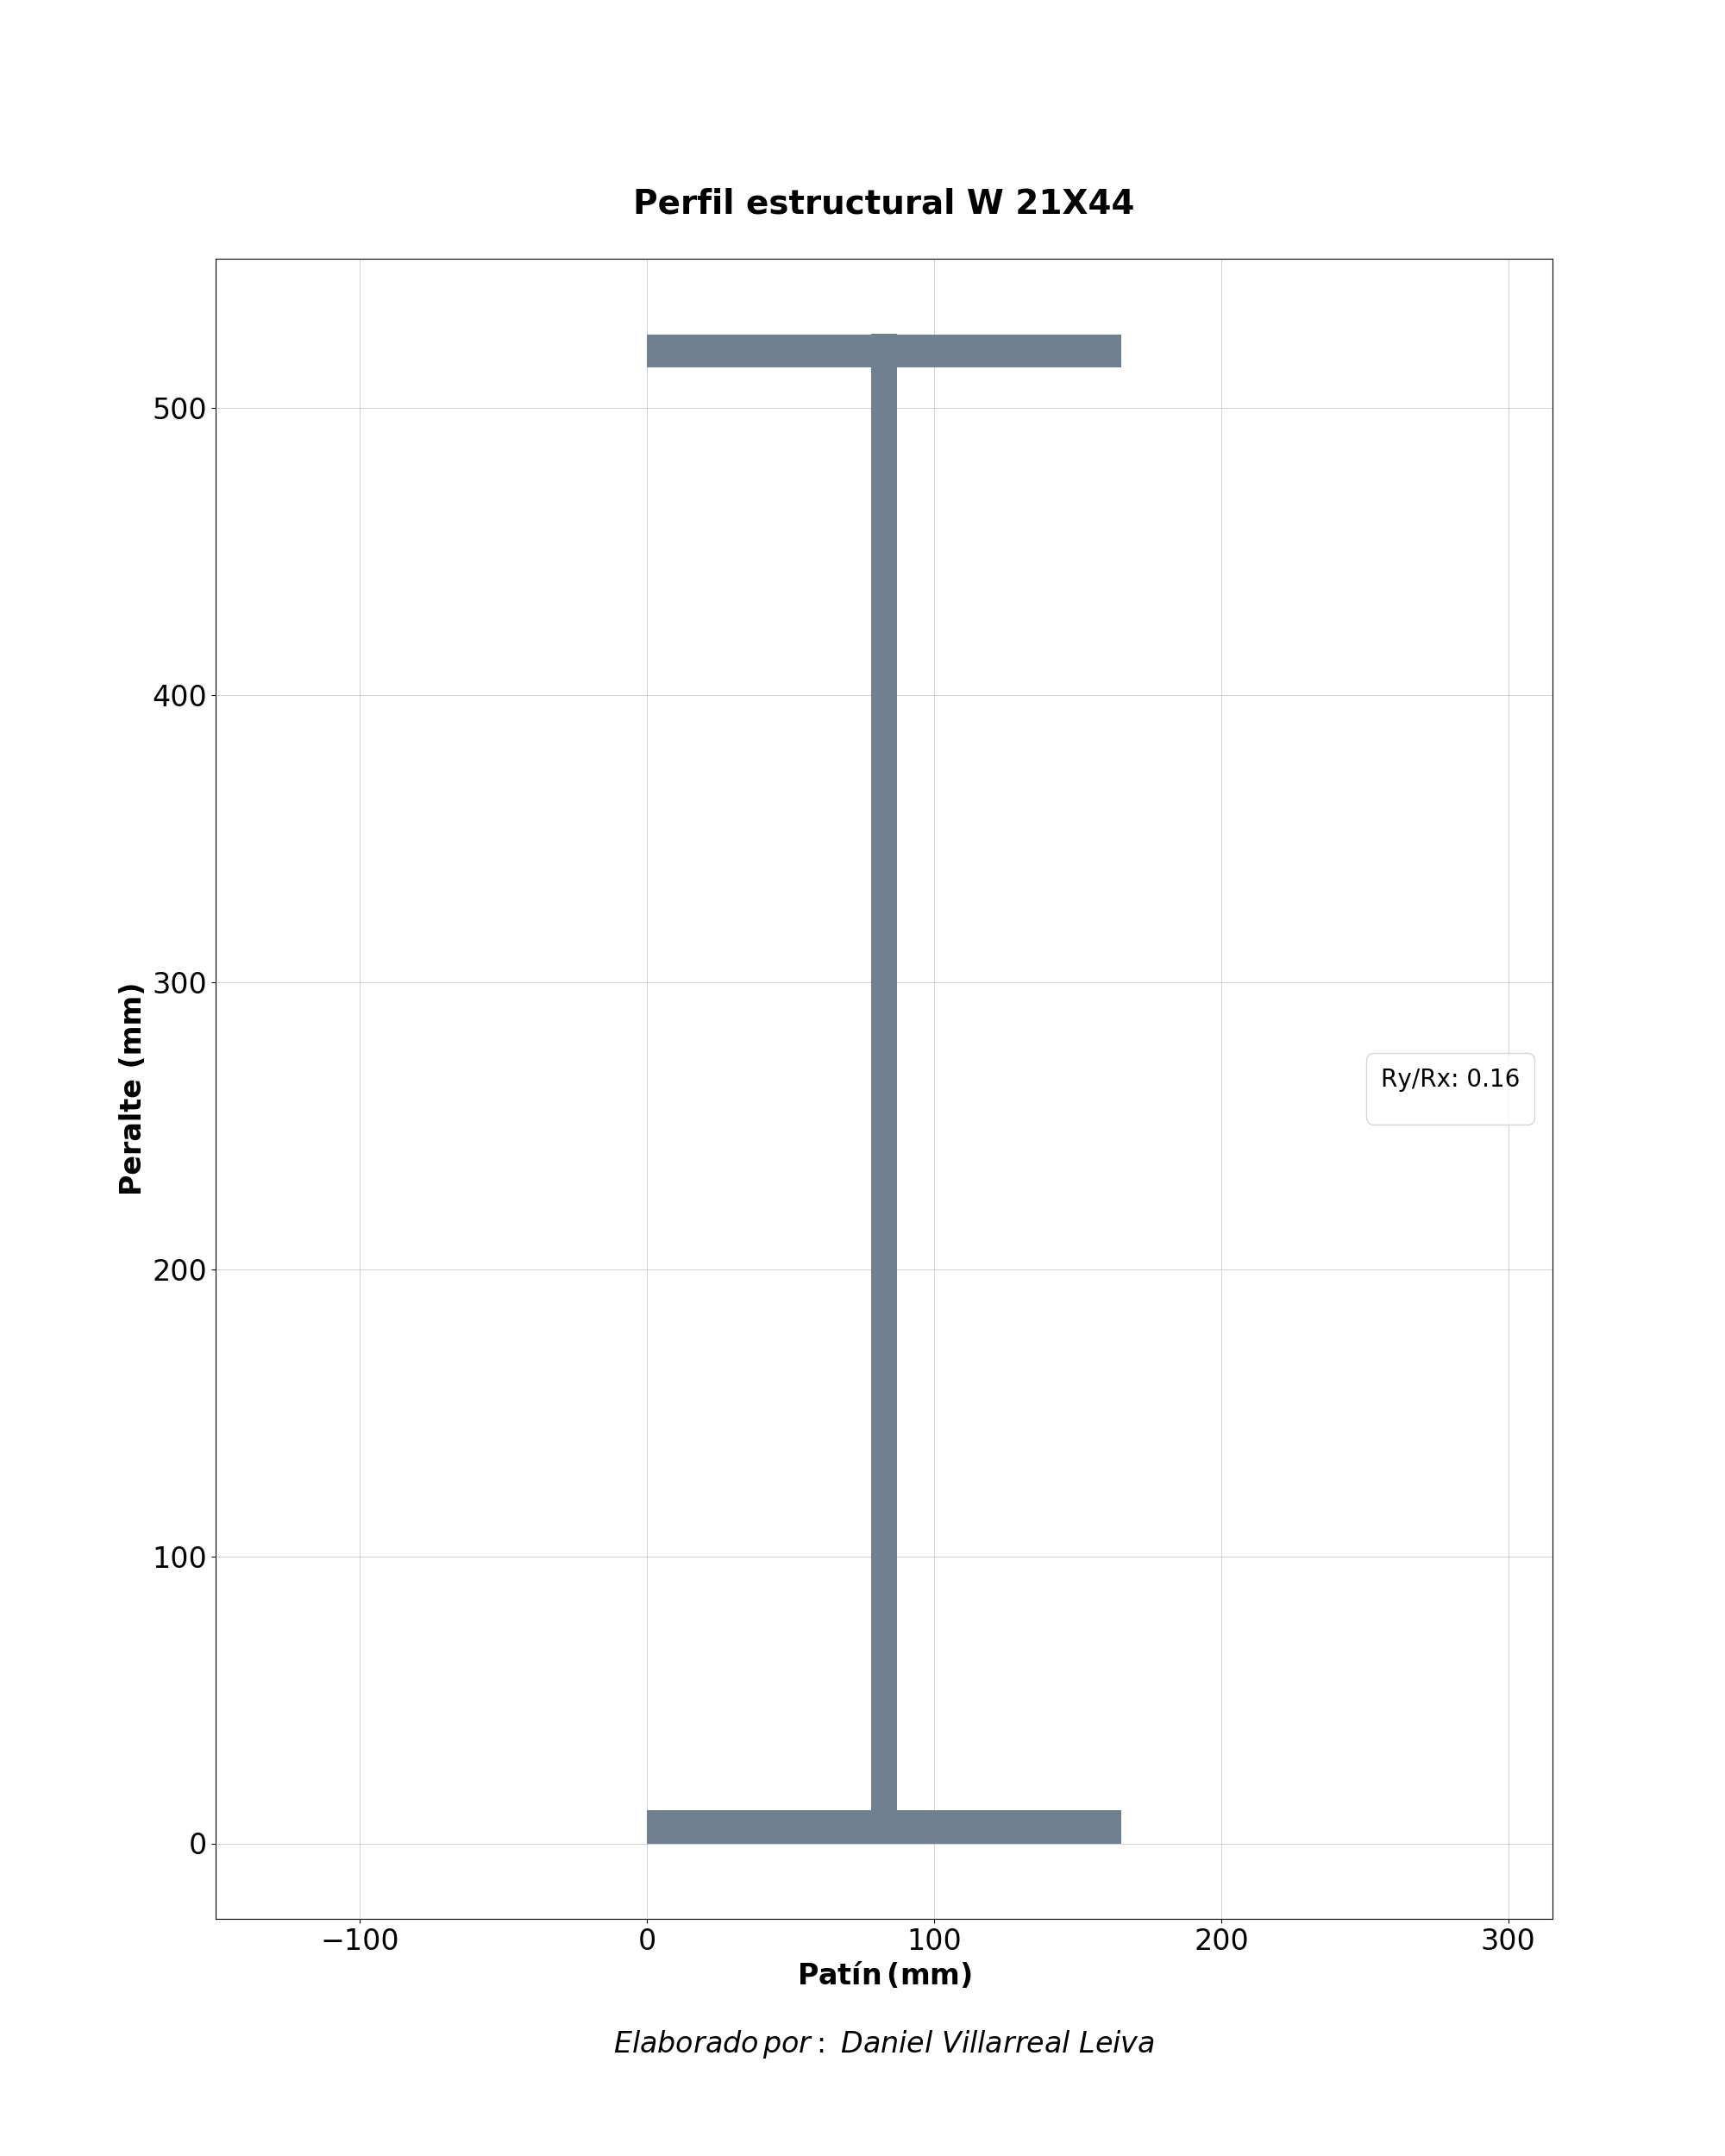 Perfil estructural W 21X44
500
400
300
200
100
0
Peralte (mm)
Ry/Rx: 0.16
−100 0 100 200 300
Patín (mm)
Elaborado por: Daniel Villarreal Leiva